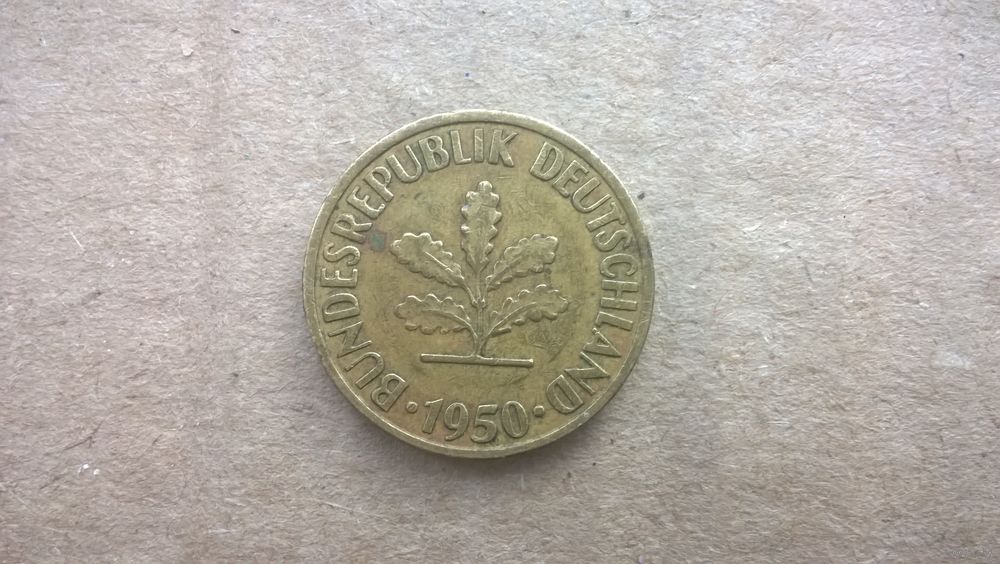 BUNDESREPUBLIK DEUTSCHLAND
• 1950 •